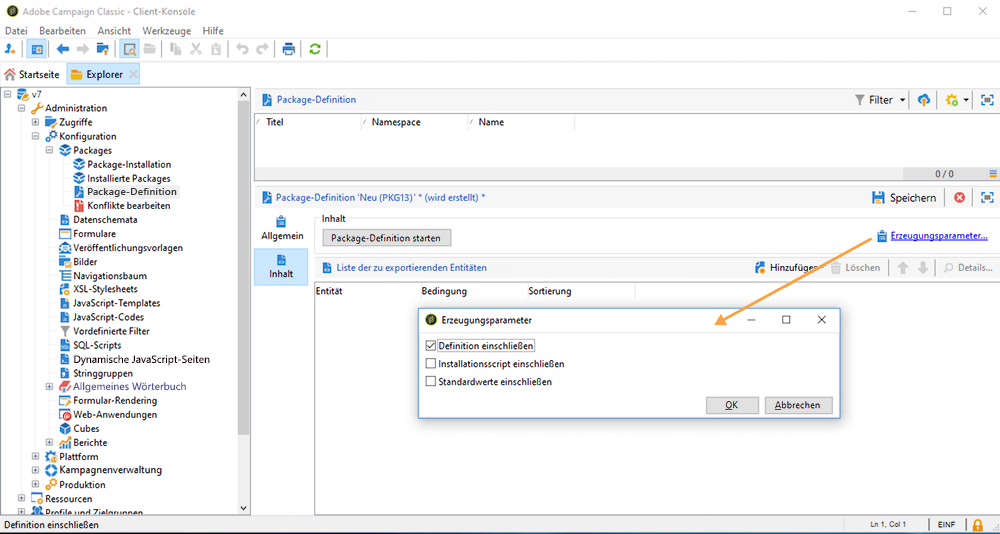 Adobe Campaign Classic - Client-Konsole
Datei Bearbeiten Ansicht Werkzeuge Hilfe
Startseite Explorer
v7
Administration
Zugriffe
Konfiguration
Packages
Package-Installation
Installierte Packages
Package-Definition
Konflikte bearbeiten
Datenschemata
Formulare
Veröffentlichungsvorlagen
Bilder
Navigationsbaum
XSL-Stylesheets
JavaScript-Templates
JavaScript-Codes
Vordefinierte Filter
SQL-Scripts
Dynamische JavaScript-Seiten
Stringgruppen
Allgemeines Wörterbuch
Formular-Rendering
Web-Anwendungen
Cubes
Berichte
Plattform
Kampagnenverwaltung
Produktion
Ressourcen
Profile und Zielgruppen
Package-Definition Filter
Titel Namespace Name
0 / 0
Package-Definition 'Neu (PKG13)' * (wird erstellt) * Speichern
Allgemein
Inhalt
Inhalt
Package-Definition starten Erzeugungsparameter...
Liste der zu exportierenden Entitäten Hinzufügen Löschen Details...
Entität Bedingung Sortierung
Erzeugungsparameter
Definition einschließen
Installationsscript einschließen
Standardwerte einschließen
OK Abbrechen
Definition einschließen Ln 1, Col 1 EINF